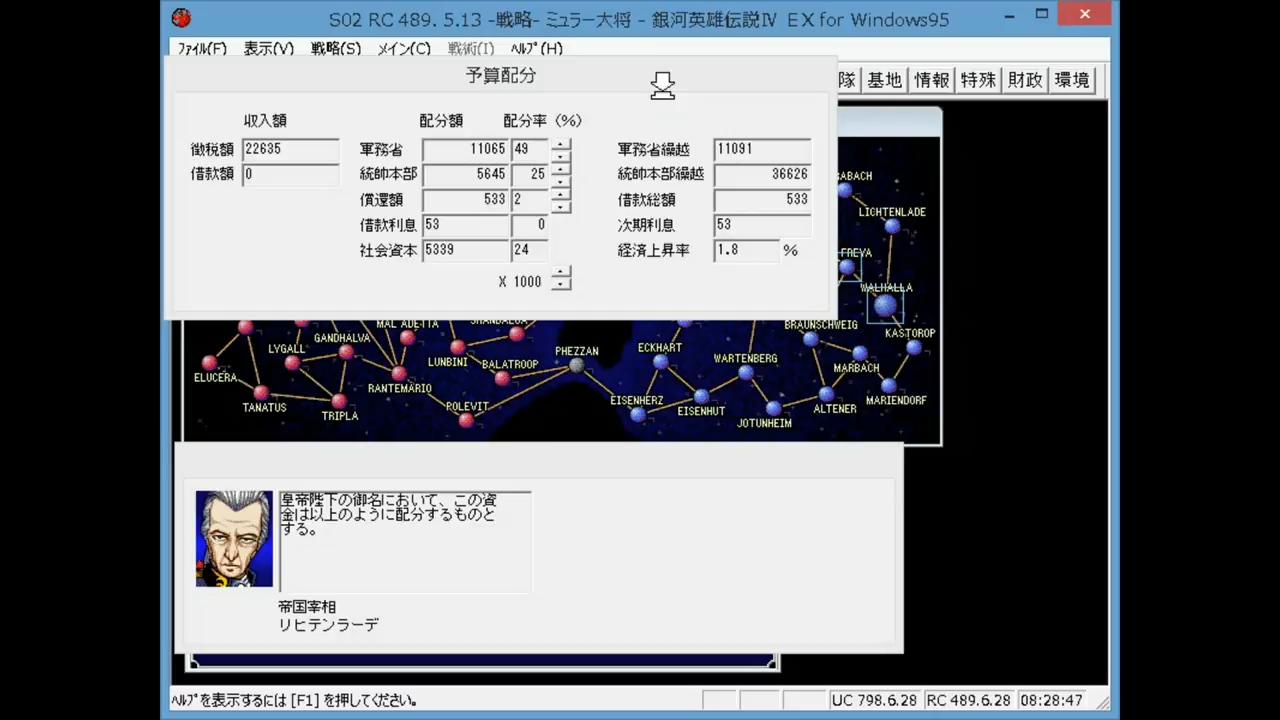 S02 RC 489. 5.13 -戦略- ミュラー大将 - 銀河英雄伝説Ⅳ EX for Windows95
ﾌｧｲﾙ(F) 表示(V) 戦略(S) メイン(C) 戦術(I) ﾍﾙﾌﾟ(H)
予算配分
隊 基地 情報 特殊 財政 環境
収入額 配分額 配分率 (%)
徴税額 22635 軍務省 11065 49 軍務省繰越 11091
借款額 0 統帥本部 5645 25 統帥本部繰越 36626
償還額 533 2 借款総額 533
借款利息 53 0 次期利息 53
社会資本 5339 24 経済上昇率 1.8 %
X 1000
LICHTENLADE
FREYA
WALHALLA
BRAUNSCHWEIG
KASTOROP
MAL ADETTA
GANDHALVA
LYGALL
LUNBINI
BALATROOP
PHEZZAN
ECKHART
WARTENBERG
MARBACH
ELUCERA
RANTEMARIO
TANATUS
TRIPLA
ROLEVIT
EISENHERZ
EISENHUT
JOTUNHEIM
ALTENER
MARIENDORF
皇帝陛下の御名において、この資
金は以上のように配分するものと
する。
帝国宰相
リヒテンラーデ
ﾍﾙﾌﾟを表示するには [F1] を押してください。
UC 798.6.28 RC 489.6.28 08:28:47